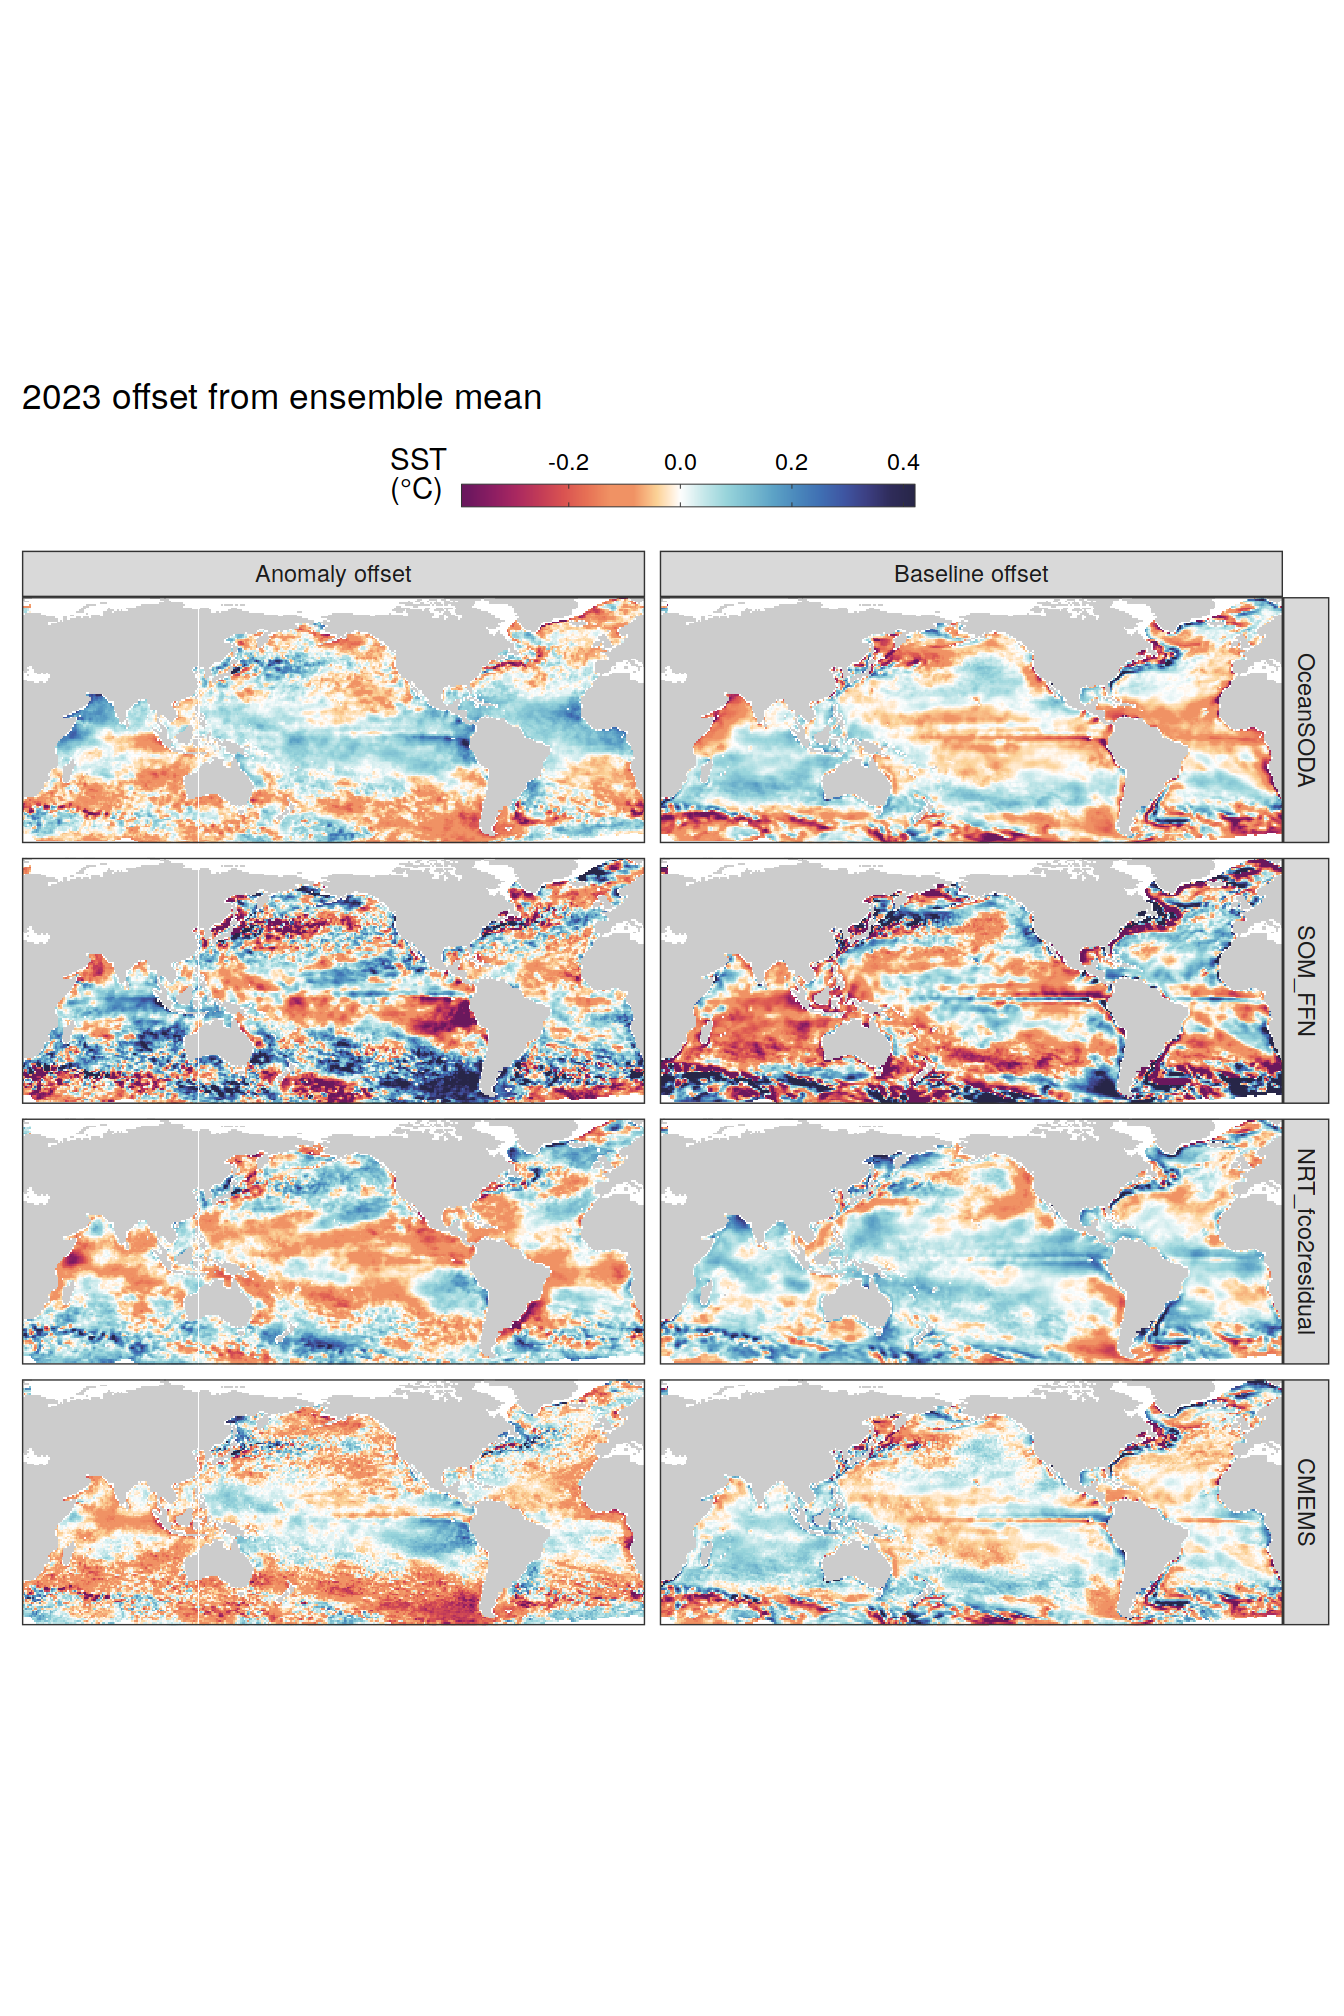 2023 offset from ensemble mean
SST
(°C)
-0.2 0.0 0.2 0.4
Anomaly offset
Baseline offset
OceanSODA
SOM_FFN
NRT_fco2residual
CMEMS